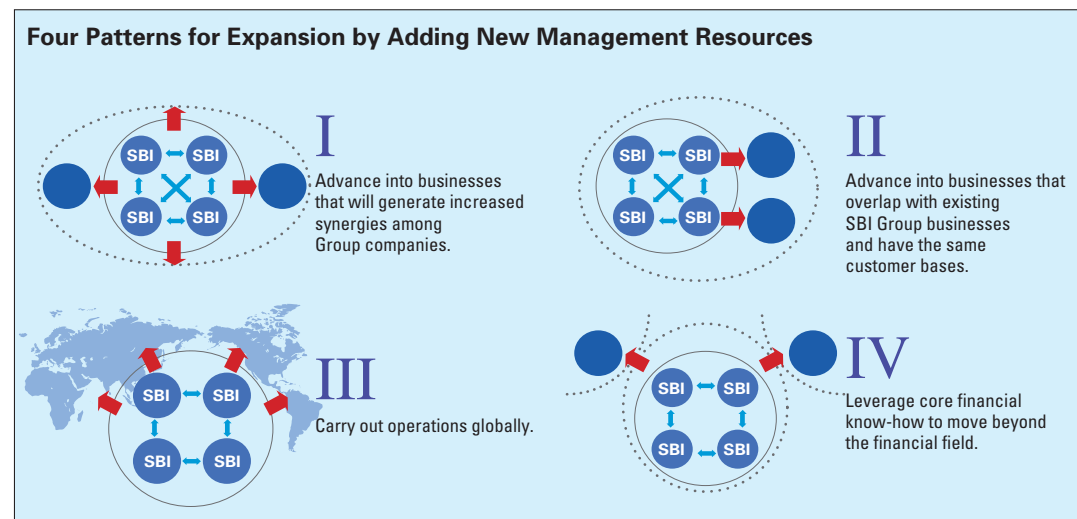 Four Patterns for Expansion by Adding New Management Resources
SBI SBI
SBI SBI
I
Advance into businesses
that will generate increased
synergies among
Group companies.
SBI SBI
SBI SBI
II
Advance into businesses that
overlap with existing
SBI Group businesses
and have the same
customer bases.
SBI SBI
SBI SBI
III
Carry out operations globally.
SBI SBI
SBI SBI
IV
Leverage core financial
know-how to move beyond
the financial field.